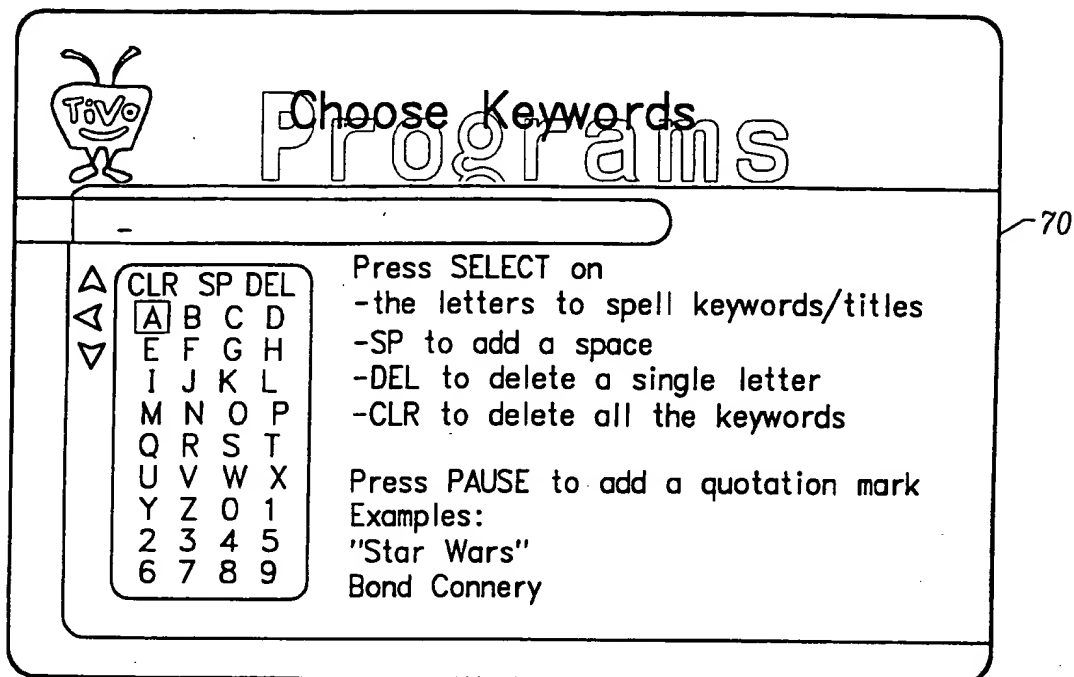 TiVo
Choose Keywords
Programs
70
CLR SP DEL
A B C D
E F G H
I J K L
M N O P
Q R S T
U V W X
Y Z 0 1
2 3 4 5
6 7 8 9
Press SELECT on
-the letters to spell keywords/titles
-SP to add a space
-DEL to delete a single letter
-CLR to delete all the keywords
Press PAUSE to add a quotation mark
Examples:
"Star Wars"
Bond Connery